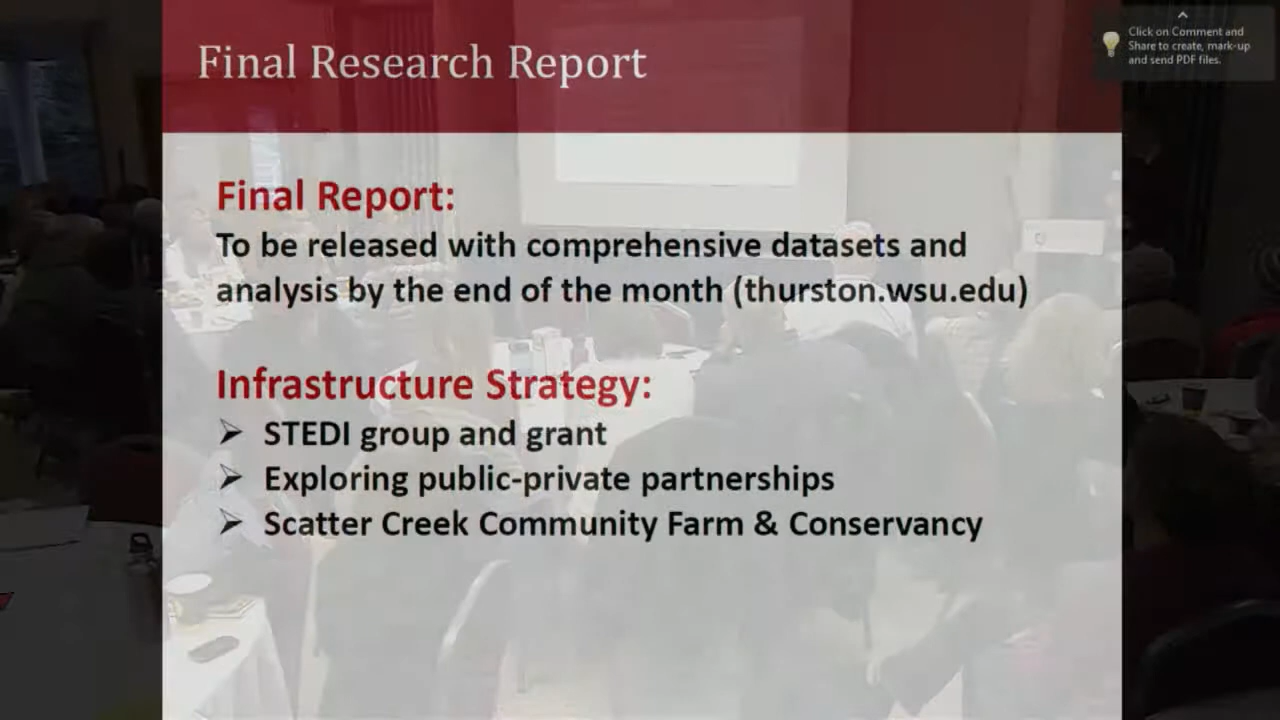 Final Research Report
Click on Comment and
Share to create, mark-up
and send PDF files.
Final Report:
To be released with comprehensive datasets and
analysis by the end of the month (thurston.wsu.edu)
Infrastructure Strategy:
STEDI group and grant
Exploring public-private partnerships
Scatter Creek Community Farm & Conservancy